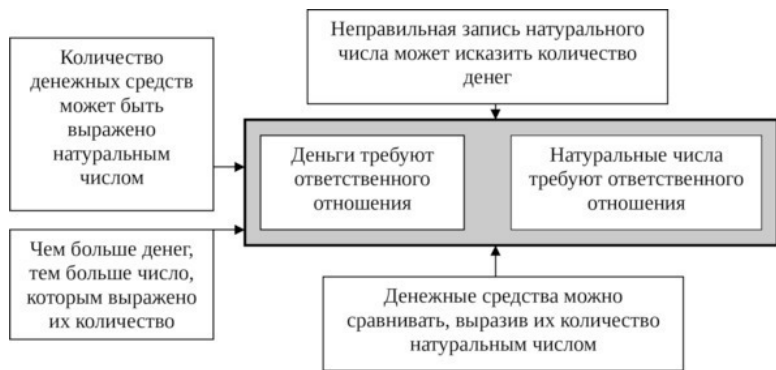 Неправильная запись натурального
числа может исказить количество
денег
Количество
денежных средств
может быть
выражено
натуральным
числом
Деньги требуют
ответственного
отношения
Натуральные числа
требуют ответственного
отношения
Чем больше денег,
тем больше число,
которым выражено
их количество
Денежные средства можно
сравнивать, выразив их количество
натуральным числом